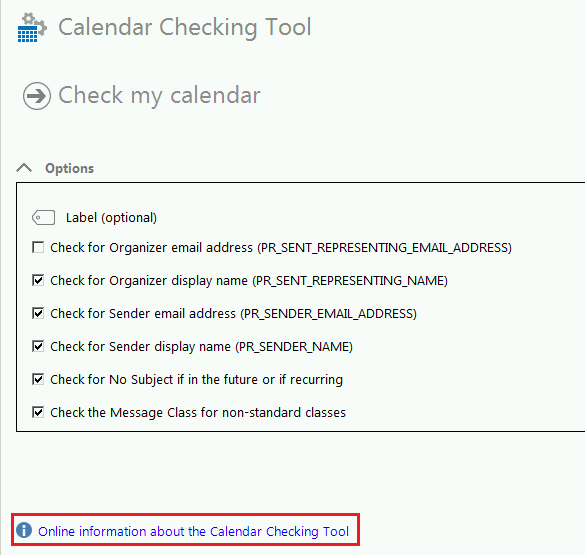 Calendar Checking Tool
Check my calendar
Options
Label (optional)
Check for Organizer email address (PR_SENT_REPRESENTING_EMAIL_ADDRESS)
Check for Organizer display name (PR_SENT_REPRESENTING_NAME)
Check for Sender email address (PR_SENDER_EMAIL_ADDRESS)
Check for Sender display name (PR_SENDER_NAME)
Check for No Subject if in the future or if recurring
Check the Message Class for non-standard classes
Online information about the Calendar Checking Tool